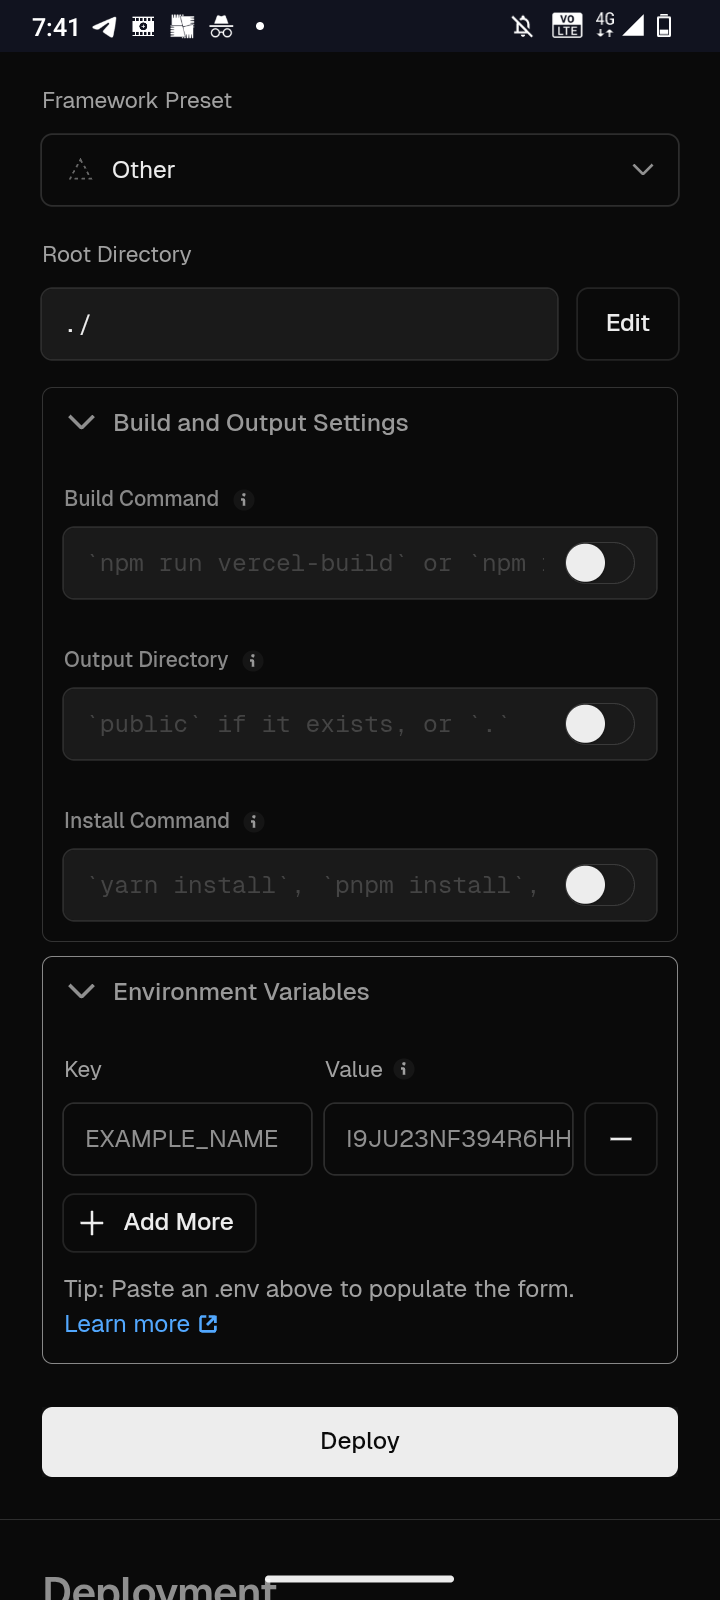 7:41
VO LTE 4G
Framework Preset
Other
Root Directory
./
Edit
Build and Output Settings
Build Command
`npm run vercel-build` or `npm
Output Directory
`public` if it exists, or `.`
Install Command
`yarn install`, `pnpm install`,
Environment Variables
Key Value
EXAMPLE_NAME I9JU23NF394R6HH
Add More
Tip: Paste an .env above to populate the form.
Learn more
Deploy
Deployment